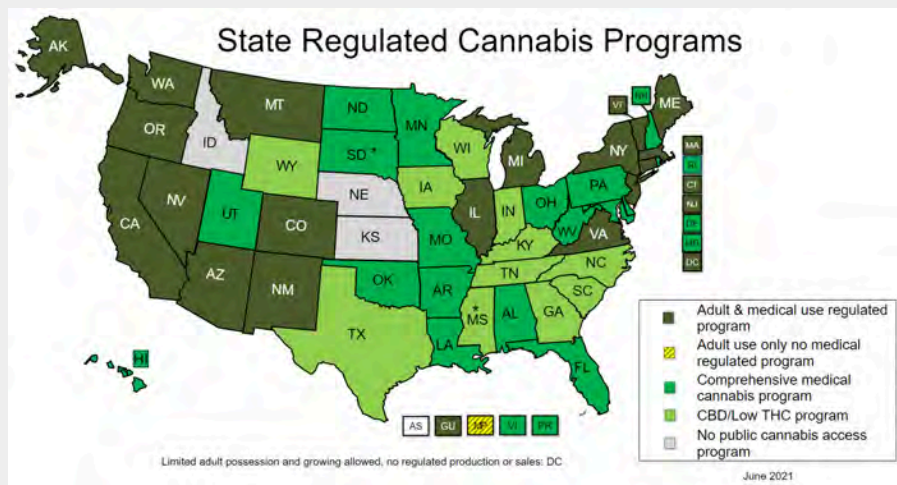 State Regulated Cannabis Programs
AK
WA
OR
CA
NV
ID
MT
WY
UT
AZ
CO
NM
ND
SD *
NE
KS
OK
TX
MN
IA
MO
AR
LA
WI
IL
MI
IN
OH
KY
TN
*
MS
AL
GA
FL
SC
NC
VA
WV
PA
NY
VT
NH
ME
MA
RI
CT
NJ
DE
MD
DC
HI
AS
GU
MP
VI
PR
Adult & medical use regulated
program
Adult use only no medical
regulated program
Comprehensive medical
cannabis program
CBD/Low THC program
No public cannabis access
program
Limited adult possession and growing allowed, no regulated production or sales: DC
June 2021